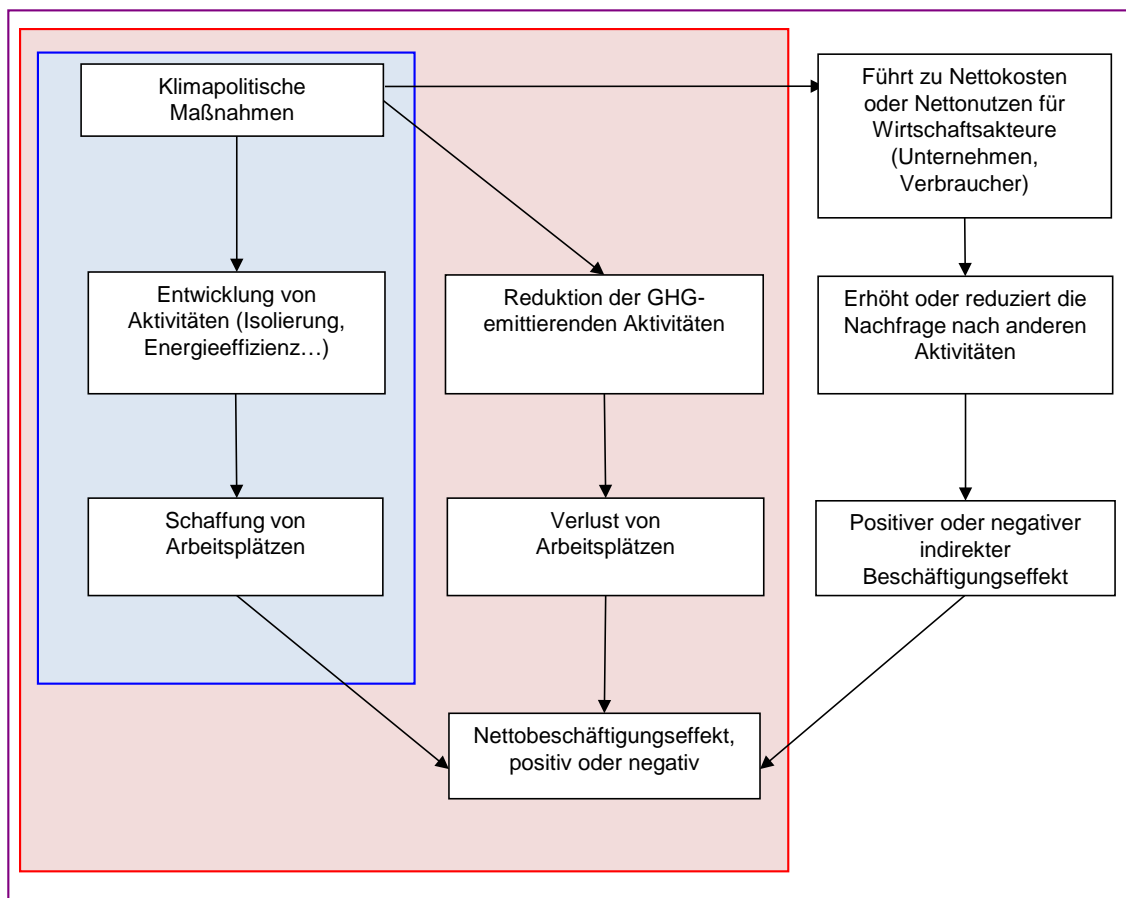 Klimapolitische
Maßnahmen
Führt zu Nettokosten
oder Nettonutzen für
Wirtschaftsakteure
(Unternehmen,
Verbraucher)
Entwicklung von
Aktivitäten (Isolierung,
Energieeffizienz…)
Reduktion der GHG-
emittierenden Aktivitäten
Erhöht oder reduziert die
Nachfrage nach anderen
Aktivitäten
Schaffung von
Arbeitsplätzen
Verlust von
Arbeitsplätzen
Positiver oder negativer
indirekter
Beschäftigungseffekt
Nettobeschäftigungseffekt,
positiv oder negativ